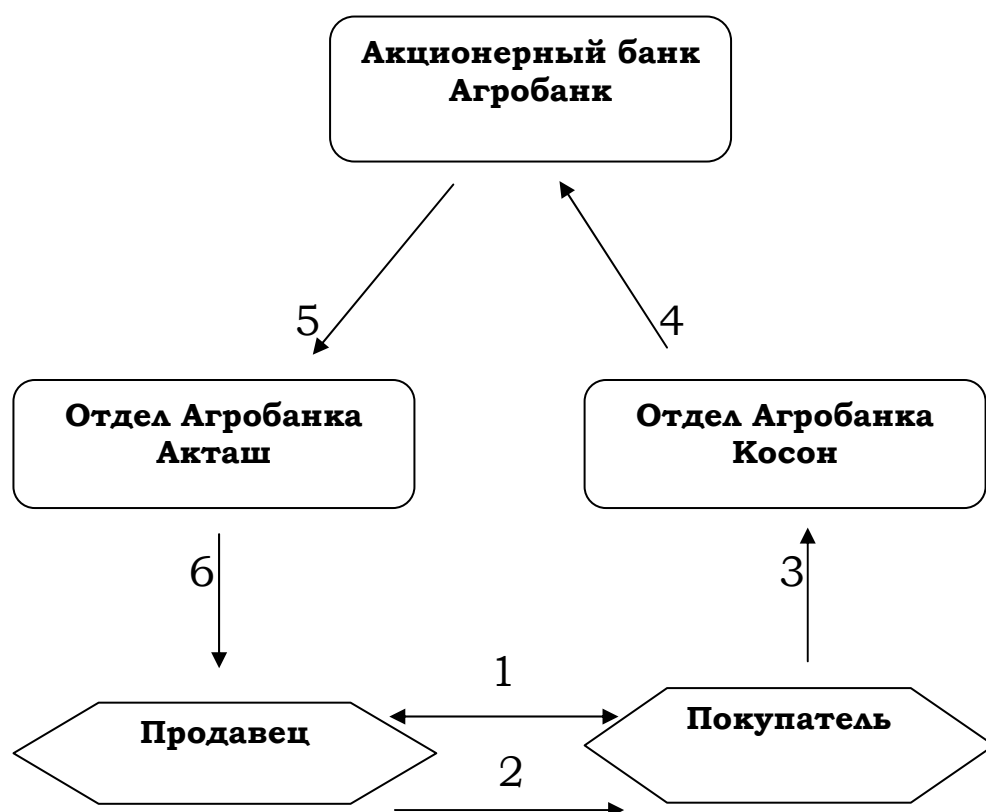 Акционерный банк
Агробанк
5
4
Отдел Агробанка
Акташ
Отдел Агробанка
Косон
6
3
1
Продавец
Покупатель
2